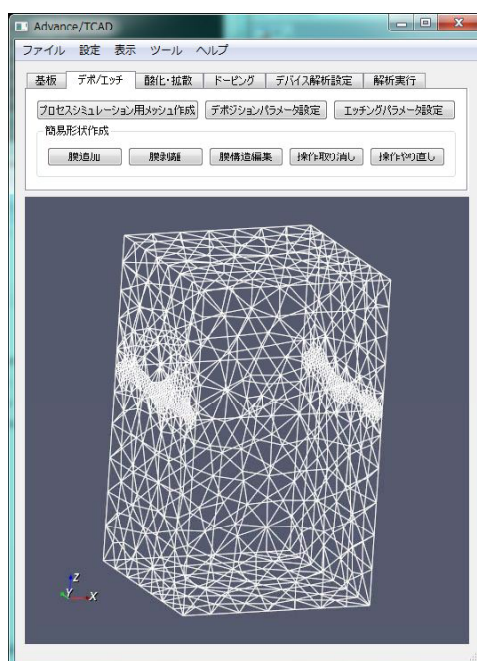 Advance/TCAD
ファイル 設定 表示 ツール ヘルプ
基板 デポ/エッチ 酸化・拡散 ドーピング デバイス解析設定 解析実行
プロセスシミュレーション用メッシュ作成 デポジションパラメータ設定 エッチングパラメータ設定
簡易形状作成
膜追加 膜剥離 膜構造編集 操作取り消し 操作やり直し
Z
Y X